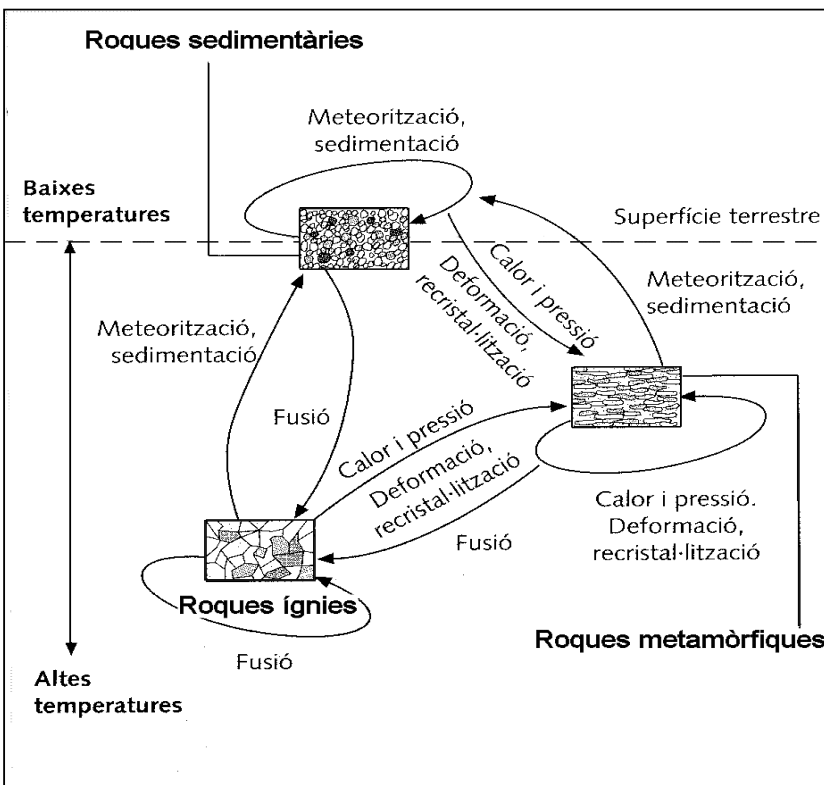 Roques sedimentàries
Meteorització,
sedimentació
Baixes
temperatures
Superfície terrestre
Calor i pressió
Deformació,
recristal·lització
Meteorització,
sedimentació
Meteorització,
sedimentació
Fusió
Calor i pressió
Deformació,
recristal·lització
Fusió
Calor i pressió.
Deformació,
recristal·lització
Roques ígnies
Fusió
Roques metamòrfiques
Altes
temperatures